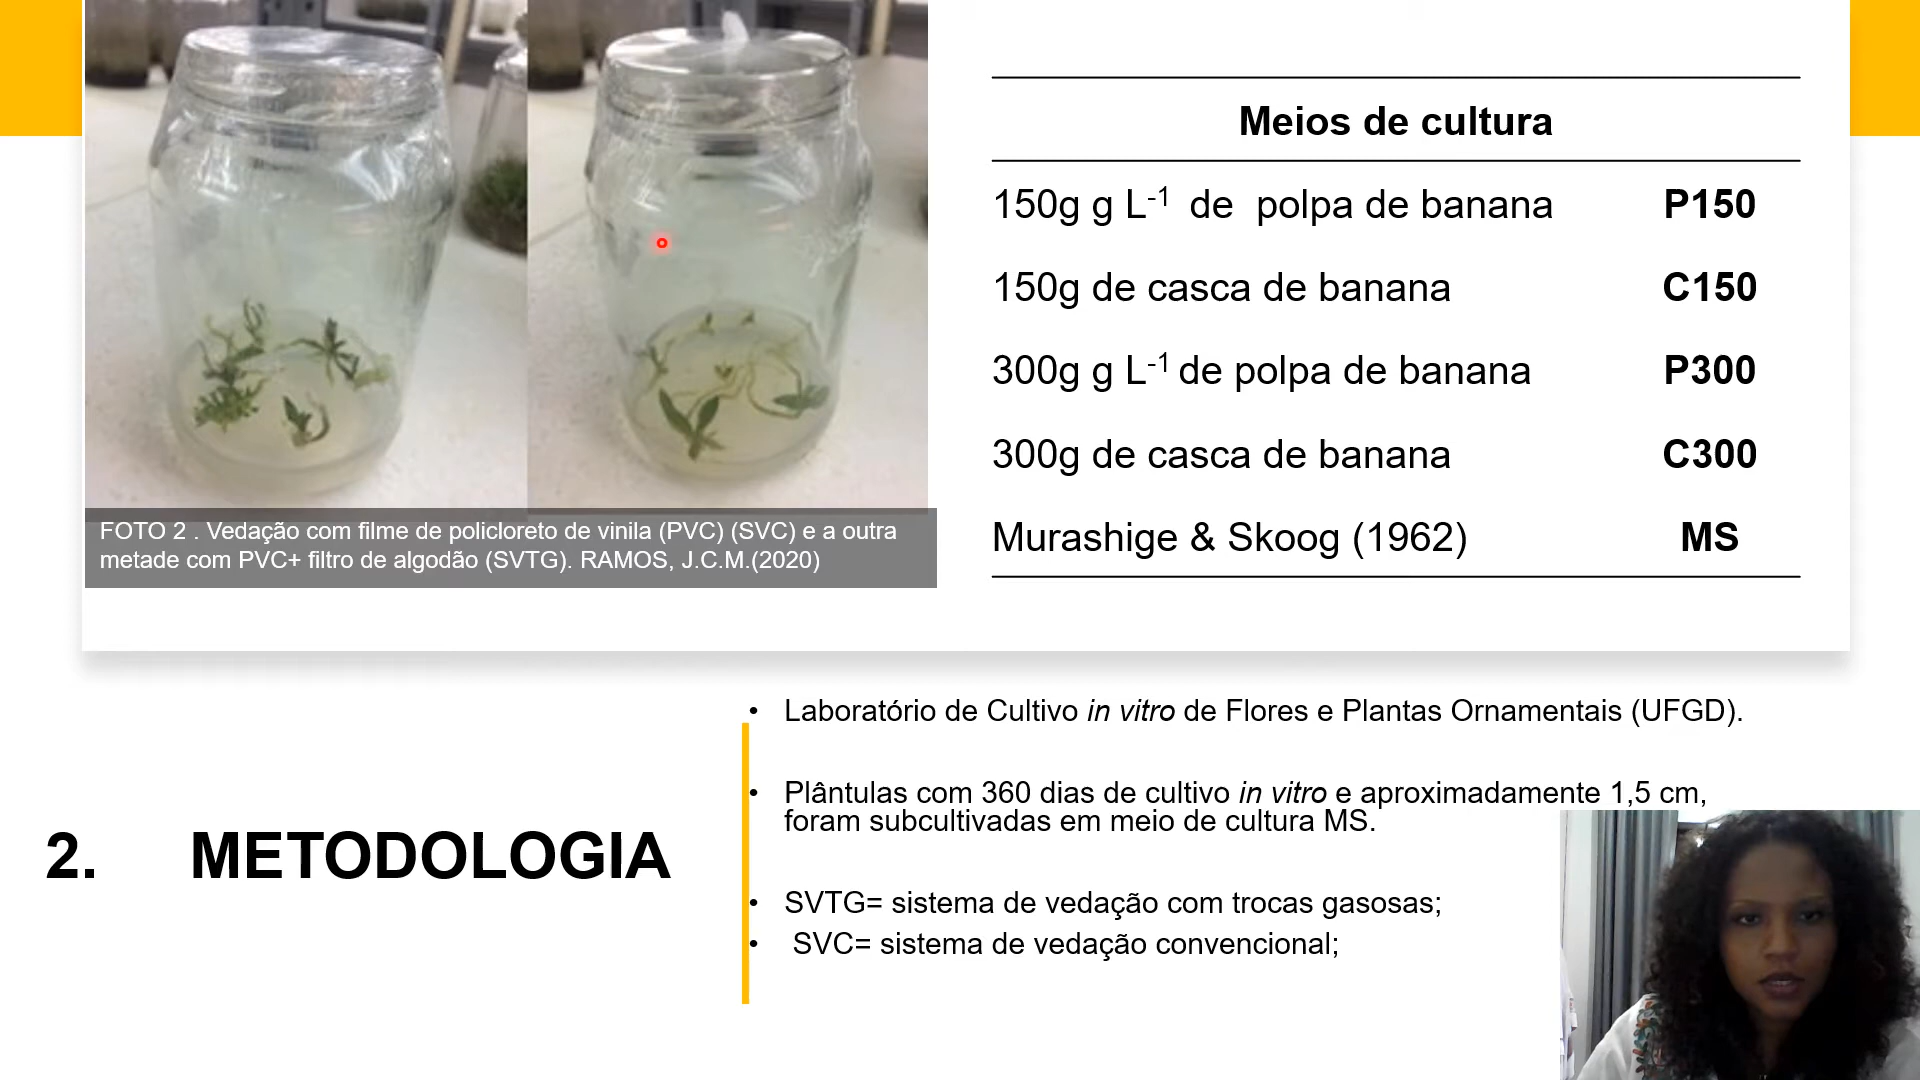 Meios de cultura
150g g L⁻¹ de polpa de banana P150
150g de casca de banana C150
300g g L⁻¹ de polpa de banana P300
300g de casca de banana C300
Murashige & Skoog (1962) MS
FOTO 2 . Vedação com filme de policloreto de vinila (PVC) (SVC) e a outra
metade com PVC+ filtro de algodão (SVTG). RAMOS, J.C.M.(2020)
2. METODOLOGIA
• Laboratório de Cultivo in vitro de Flores e Plantas Ornamentais (UFGD).
• Plântulas com 360 dias de cultivo in vitro e aproximadamente 1,5 cm,
foram subcultivadas em meio de cultura MS.
• SVTG= sistema de vedação com trocas gasosas;
• SVC= sistema de vedação convencional;